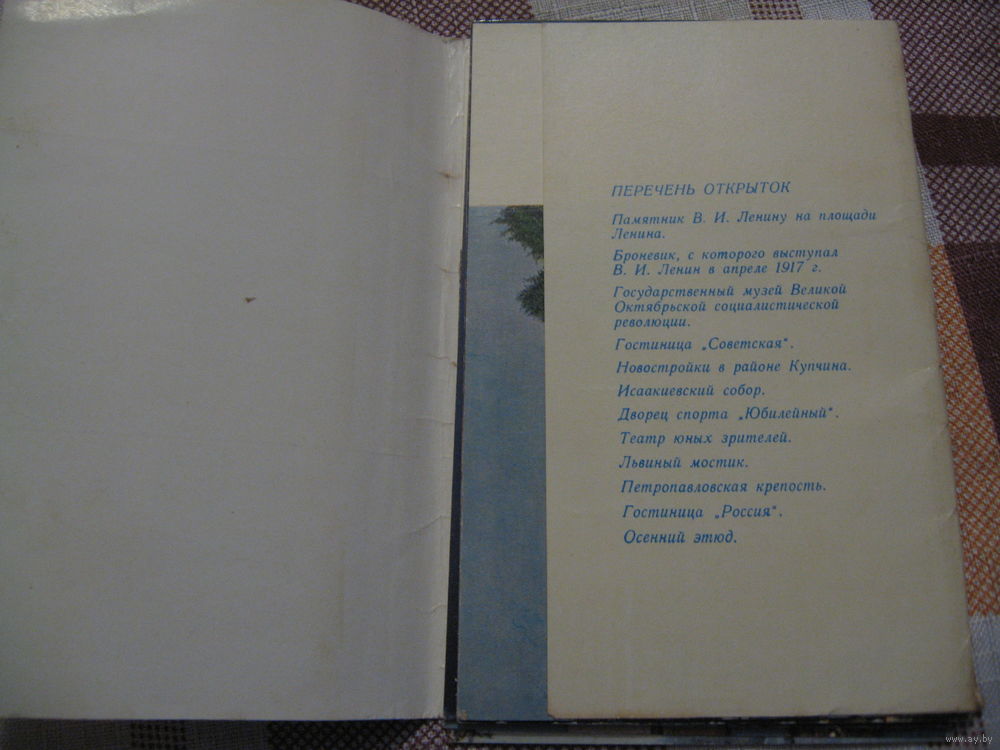 ПЕРЕЧЕНЬ ОТКРЫТОК
Памятник В. И. Ленину на площади
Ленина.
Броневик, с которого выступал
В. И. Ленин в апреле 1917 г.
Государственный музей Великой
Октябрьской социалистической
революции.
Гостиница „Советская“.
Новостройки в районе Купчина.
Исаакиевский собор.
Дворец спорта „Юбилейный“.
Театр юных зрителей.
Львиный мостик.
Петропавловская крепость.
Гостиница „Россия“.
Осенний этюд.
www.ay.by